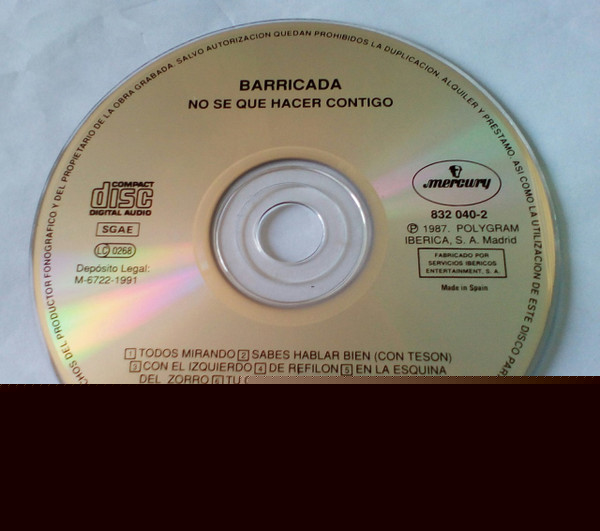 CHOS DEL PRODUCTOR FONOGRAFICO Y DEL PROPIETARIO DE LA OBRA GRABADA. SALVO AUTORIZACION QUEDAN PROHIBIDOS LA DUPLICACION, ALQUILER Y PRESTAMO, ASI COMO LA UTILIZACION DE ESTE DISCO PARA
BARRICADA
NO SE QUE HACER CONTIGO
COMPACT
disc
DIGITAL AUDIO
SGAE
LC 0268
Depósito Legal:
M-6722-1991
mercury
832 040-2
Ⓟ 1987. POLYGRAM
IBERICA, S. A. Madrid
FABRICADO POR
SERVICIOS IBERICOS
ENTERTAINMENT, S. A.
Made in Spain
1 TODOS MIRANDO 2 SABES HABLAR BIEN (CON TESON)
3 CON EL IZQUIERDO 4 DE REFILON 5 EN LA ESQUINA
DEL ZORRO 6 TU